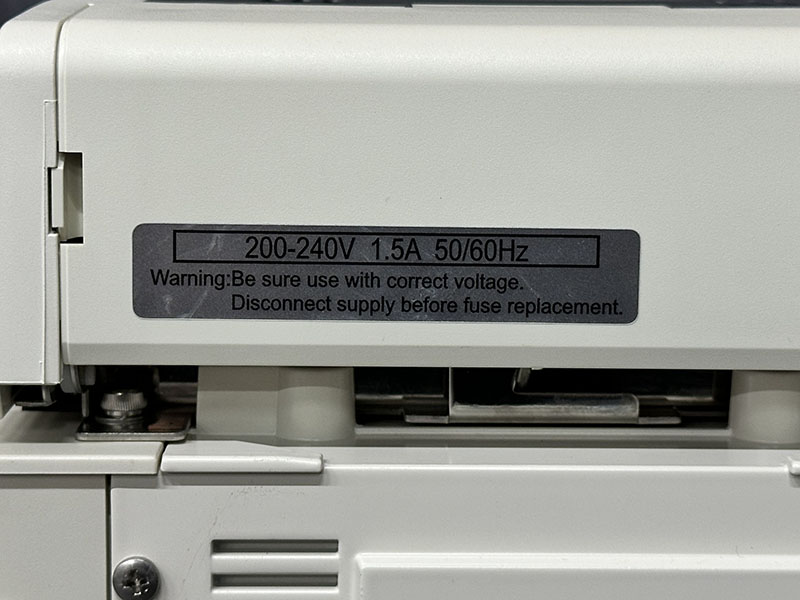 200-240V 1.5A 50/60Hz
Warning:Be sure use with correct voltage.
Disconnect supply before fuse replacement.